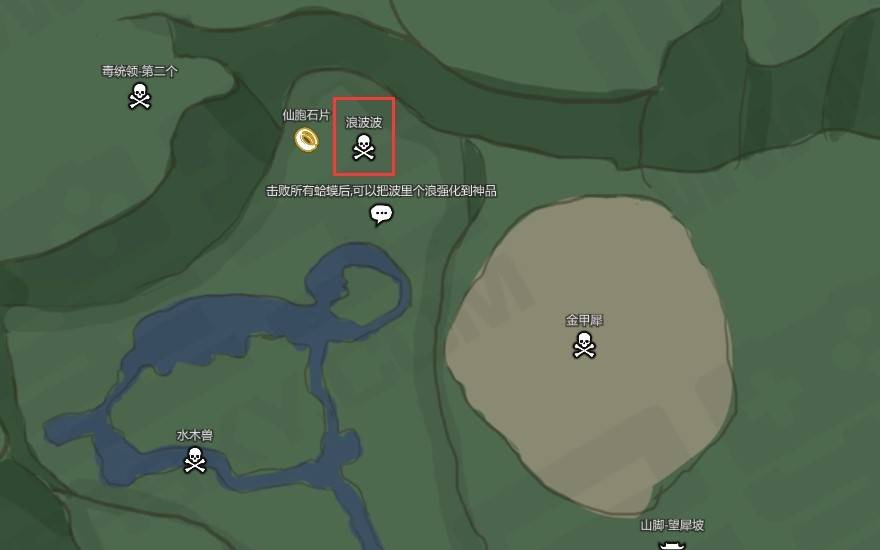 毒统领-第二个
仙胞石片
浪波波
击败所有蛤蟆后,可以把波里个浪强化到神品
金甲犀
水木兽
山脚-望犀坡